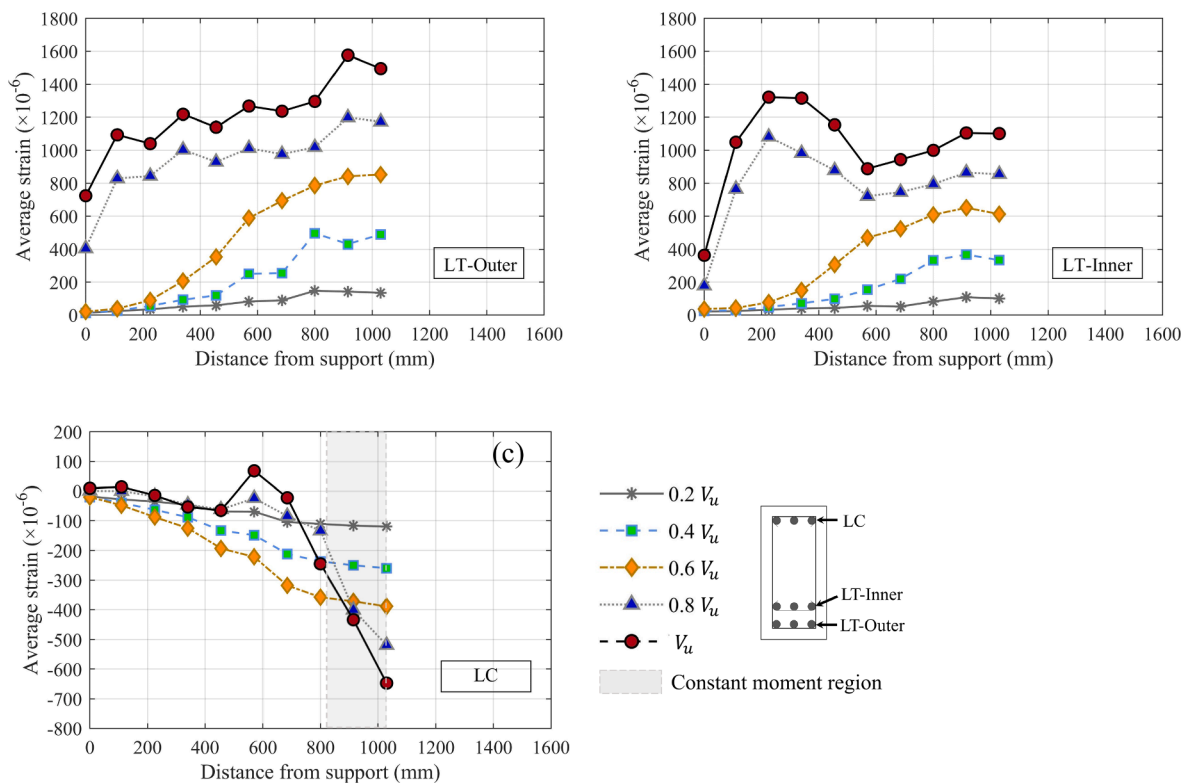 1800
1600
1400
1200
1000
800
600
400
200
0
0 200 400 600 800 1000 1200 1400 1600
Average strain (×10⁻⁶)
Distance from support (mm)
LT-Outer
1800
1600
1400
1200
1000
800
600
400
200
0
0 200 400 600 800 1000 1200 1400 1600
Average strain (×10⁻⁶)
Distance from support (mm)
LT-Inner
200
100
0
-100
-200
-300
-400
-500
-600
-700
-800
0 200 400 600 800 1000 1200 1400 1600
Average strain (×10⁻⁶)
Distance from support (mm)
(c)
LC
0.2 Vᵤ
0.4 Vᵤ
0.6 Vᵤ
0.8 Vᵤ
Vᵤ
Constant moment region
LC
LT-Inner
LT-Outer